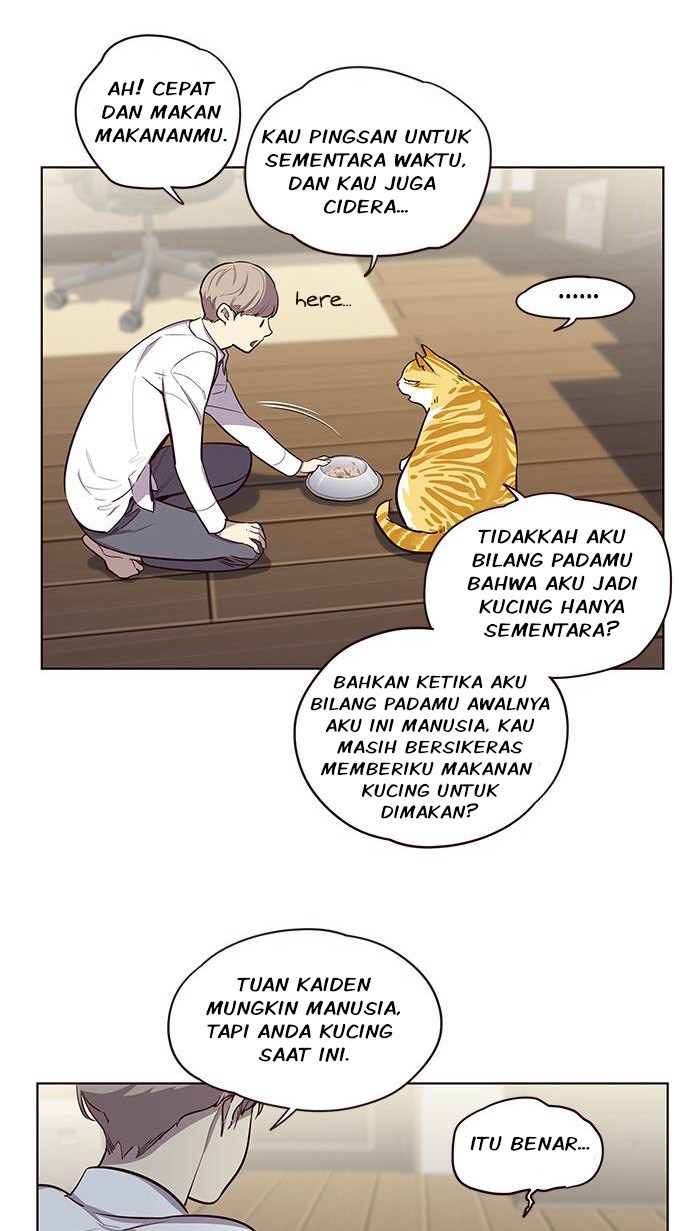 AH! CEPAT
DAN MAKAN
MAKANANMU.
KAU PINGSAN UNTUK
SEMENTARA WAKTU,
DAN KAU JUGA
CIDERA...
here...
......
TIDAKKAH AKU
BILANG PADAMU
BAHWA AKU JADI
KUCING HANYA
SEMENTARA?
BAHKAN KETIKA AKU
BILANG PADAMU AWALNYA
AKU INI MANUSIA, KAU
MASIH BERSIKERAS
MEMBERIKU MAKANAN
KUCING UNTUK
DIMAKAN?
TUAN KAIDEN
MUNGKIN MANUSIA,
TAPI ANDA KUCING
SAAT INI.
ITU BENAR...